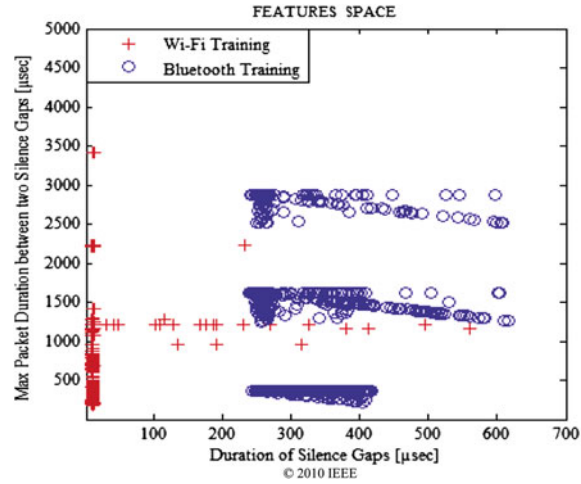 FEATURES SPACE
Max Packet Duration between two Silence Gaps [μsec]
5000
4500
4000
3500
3000
2500
2000
1500
1000
500
Wi-Fi Training
Bluetooth Training
100 200 300 400 500 600 700
Duration of Silence Gaps [μsec]
© 2010 IEEE